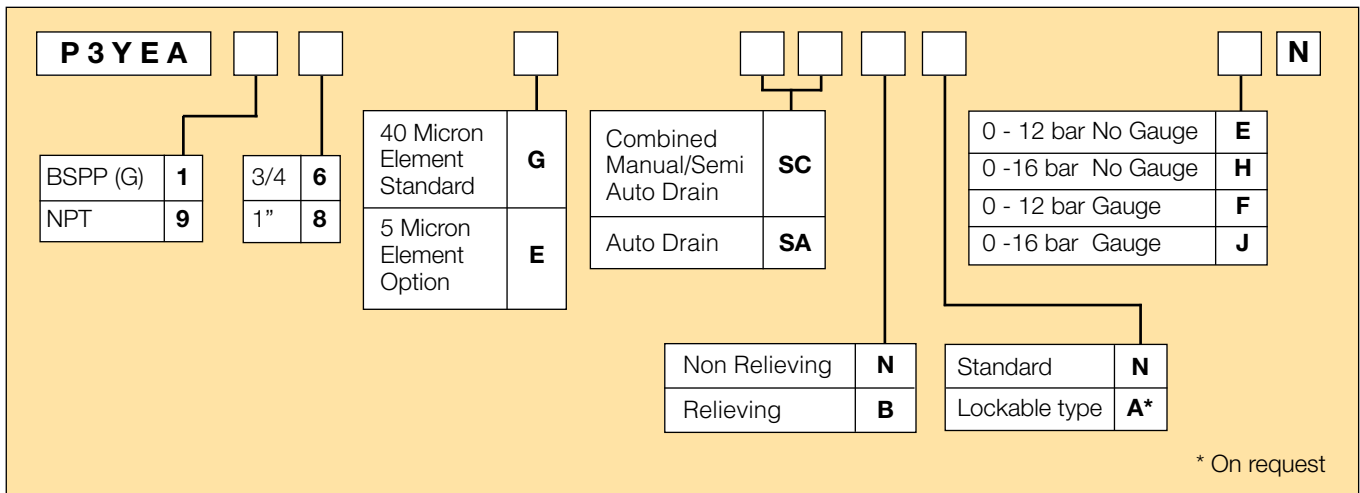 P3YEA N
BSPP (G) 1
NPT 9
3/4 6
1” 8
40 Micron
Element
Standard
G
5 Micron
Element
Option
E
Combined
Manual/Semi
Auto Drain
SC
Auto Drain SA
0 - 12 bar No Gauge E
0 -16 bar No Gauge H
0 - 12 bar Gauge F
0 -16 bar Gauge J
Non Relieving N
Relieving B
Standard N
Lockable type A*
* On request